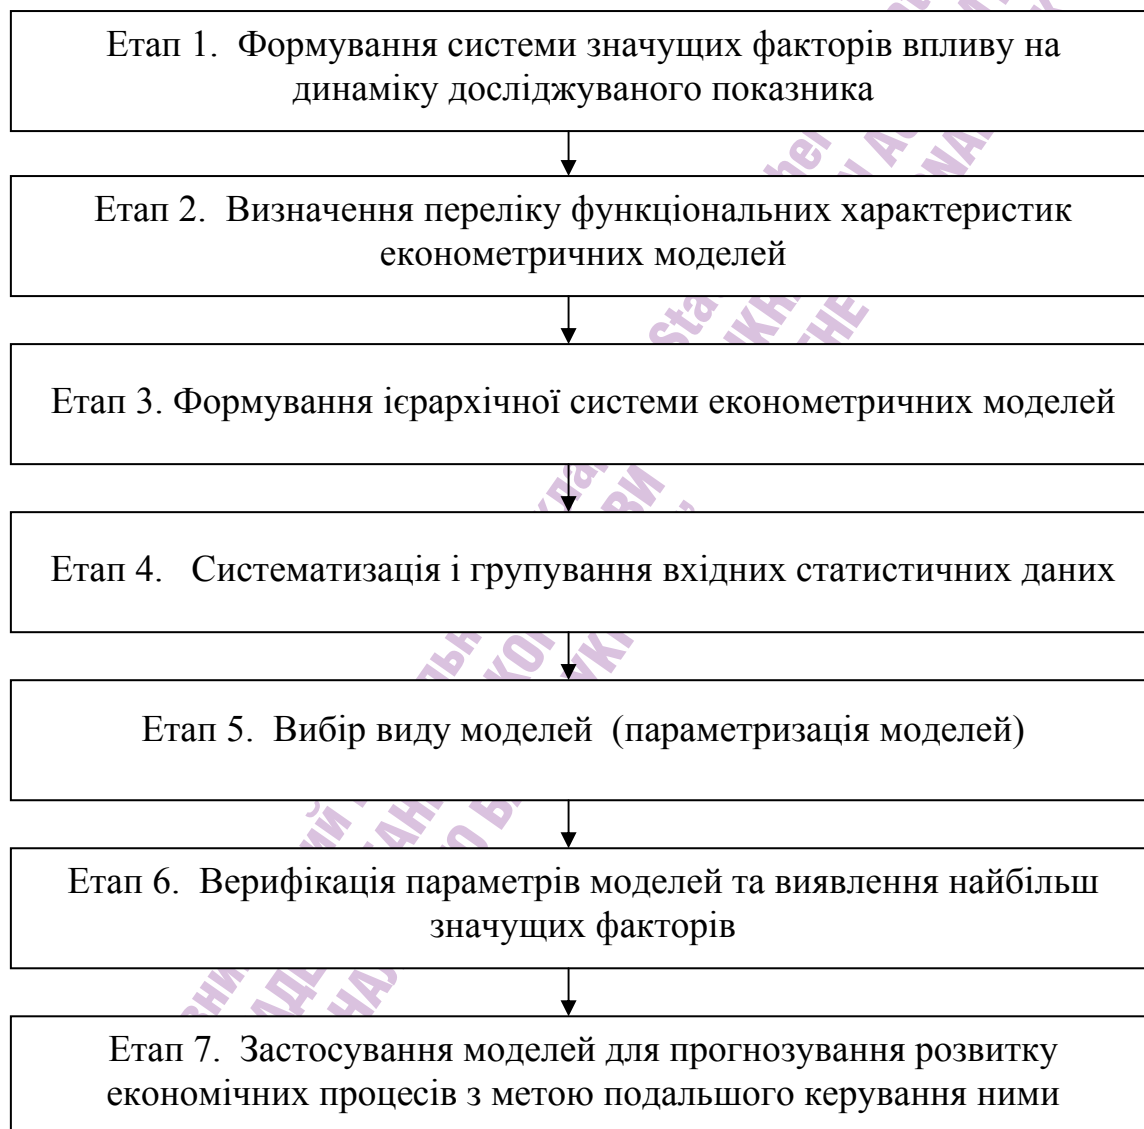 Етап 1. Формування системи значущих факторів впливу на
динаміку досліджуваного показника
Етап 2. Визначення переліку функціональних характеристик
економетричних моделей
Етап 3. Формування ієрархічної системи економетричних моделей
Етап 4. Систематизація і групування вхідних статистичних даних
Етап 5. Вибір виду моделей (параметризація моделей)
Етап 6. Верифікація параметрів моделей та виявлення найбільш
значущих факторів
Етап 7. Застосування моделей для прогнозування розвитку
економічних процесів з метою подальшого керування ними